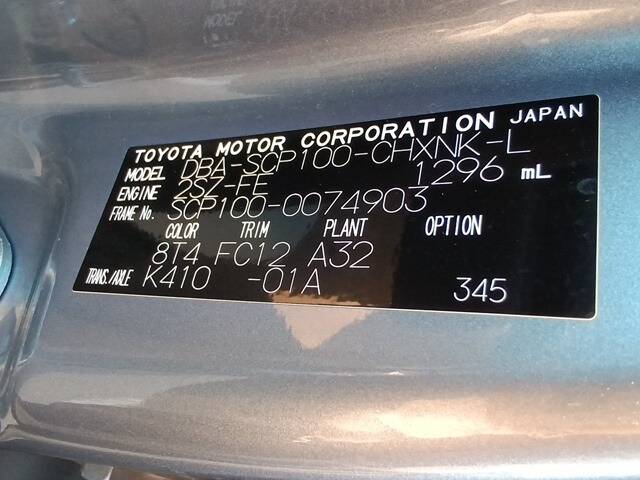 TOYOTA MOTOR CORPORATION JAPAN
MODEL DBA-SCP100-CHXNK-L
ENGINE 2SZ-FE 1296 mL
FRAME No. SCP100-0074903
COLOR TRIM PLANT OPTION
8T4 FC12 A32
TRANS./AXLE K410 -01A 345